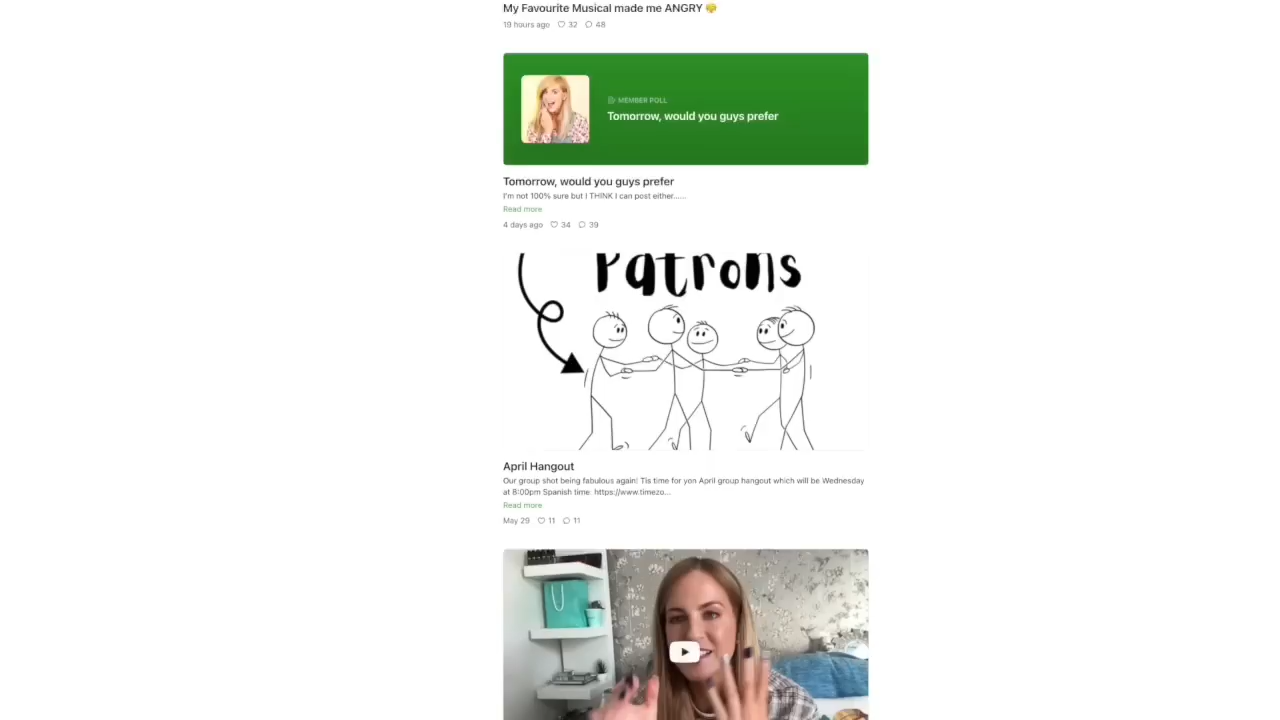 My Favourite Musical made me ANGRY
19 hours ago 32 48
MEMBER POLL
Tomorrow, would you guys prefer
Tomorrow, would you guys prefer
I'm not 100% sure but I THINK I can post either......
Read more
4 days ago 34 39
Patrons
April Hangout
Our group shot being fabulous again! Tis time for yon April group hangout which will be Wednesday
at 8:00pm Spanish time: https://www.timezo...
Read more
May 29 11 11